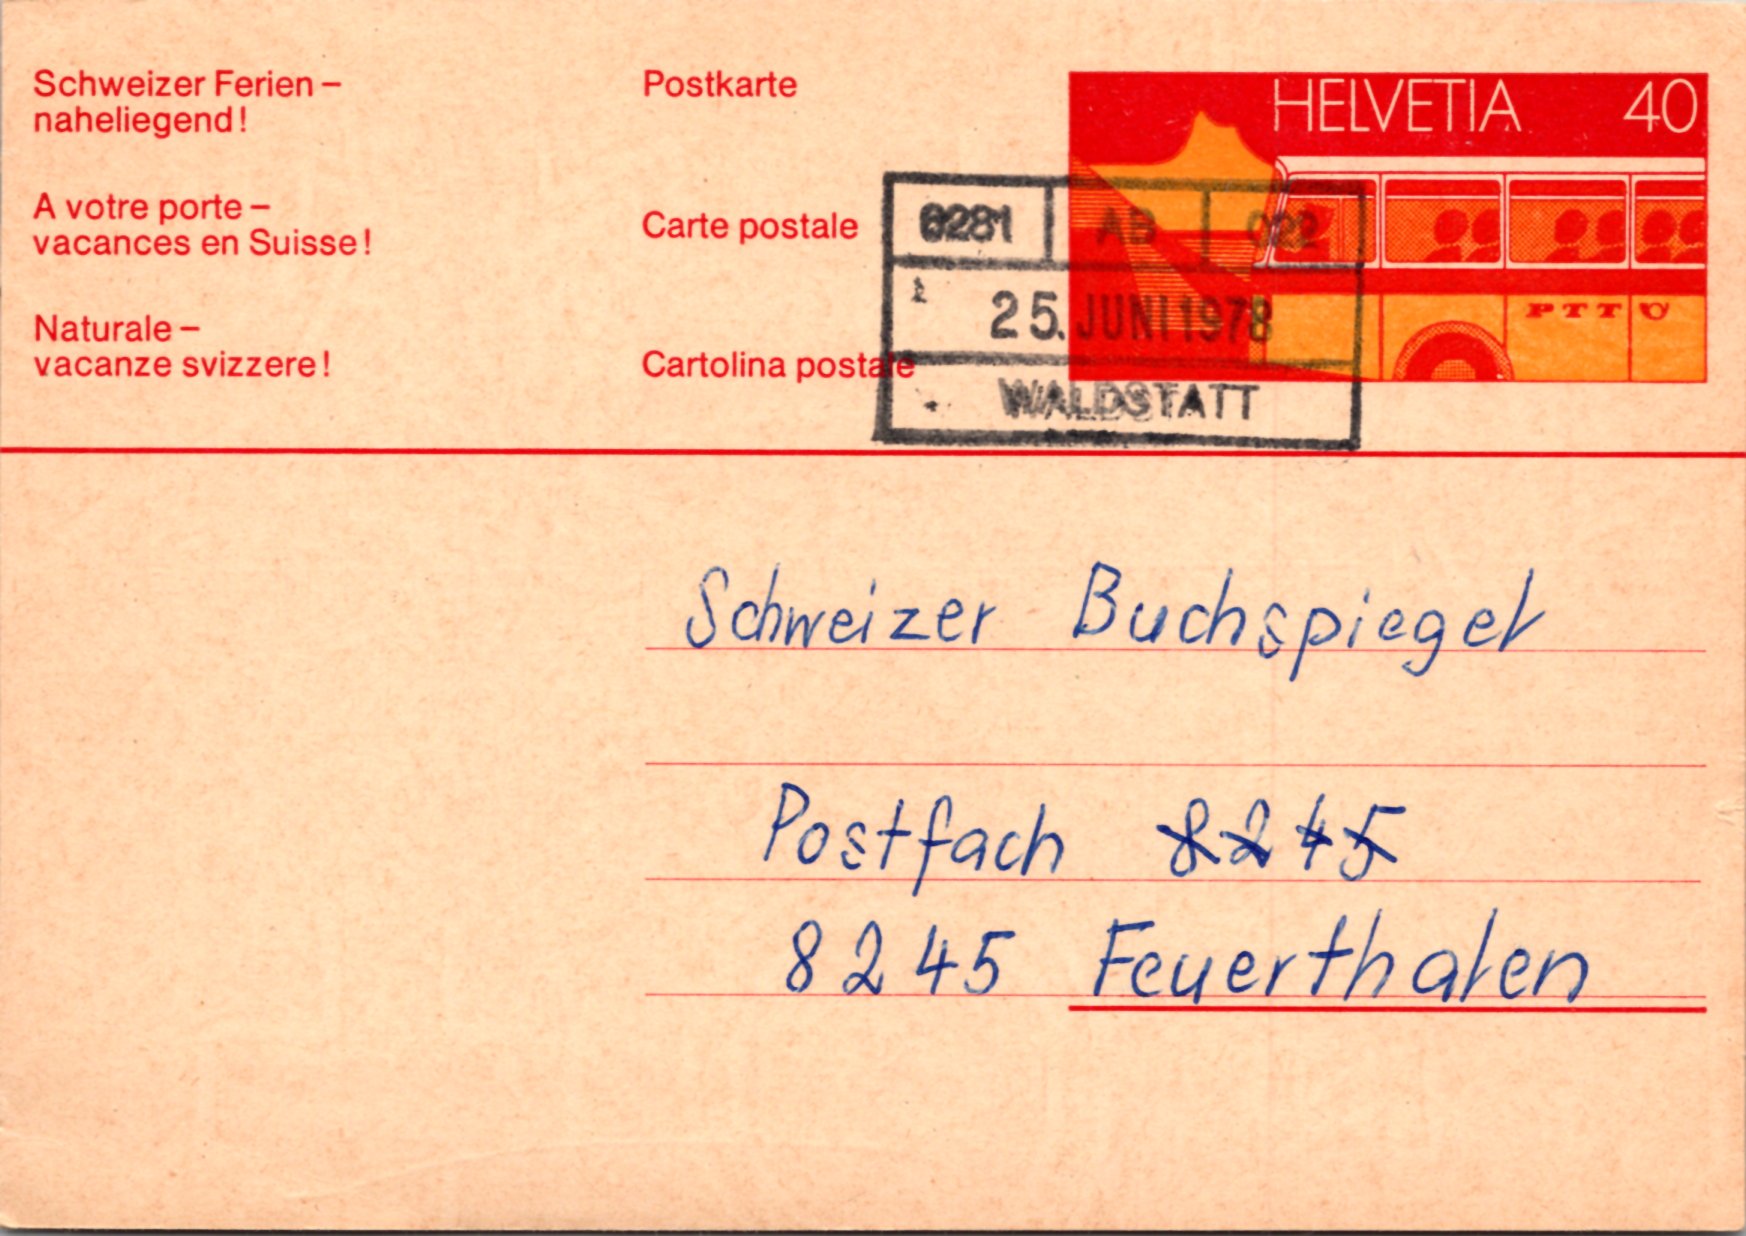 Schweizer Ferien –
naheliegend!
A votre porte –
vacances en Suisse!
Naturale –
vacanze svizzere!
Postkarte
Carte postale
Cartolina postale
HELVETIA 40
PTT
AB 022
25. JUNI 1978
WALDSTATT
Schweizer Buchspiegel
Postfach 8245
8245 Feuerthalen